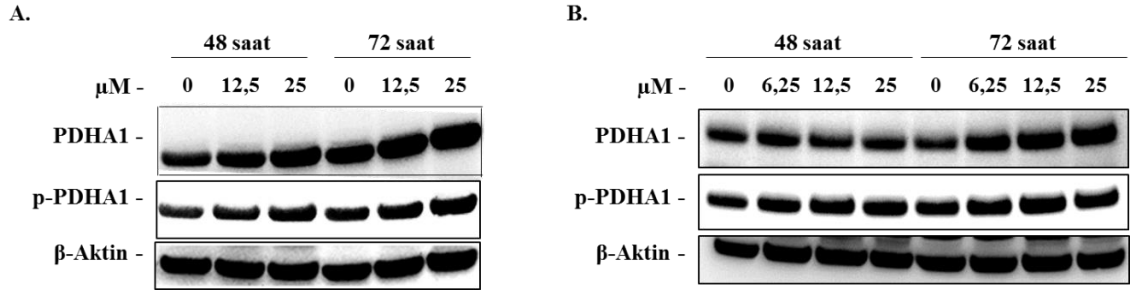 A.
48 saat 72 saat
μM - 0 12,5 25 0 12,5 25
PDHA1 -
p-PDHA1 -
β-Aktin -
B.
48 saat 72 saat
μM - 0 6,25 12,5 25 0 6,25 12,5 25
PDHA1 -
p-PDHA1 -
β-Aktin -